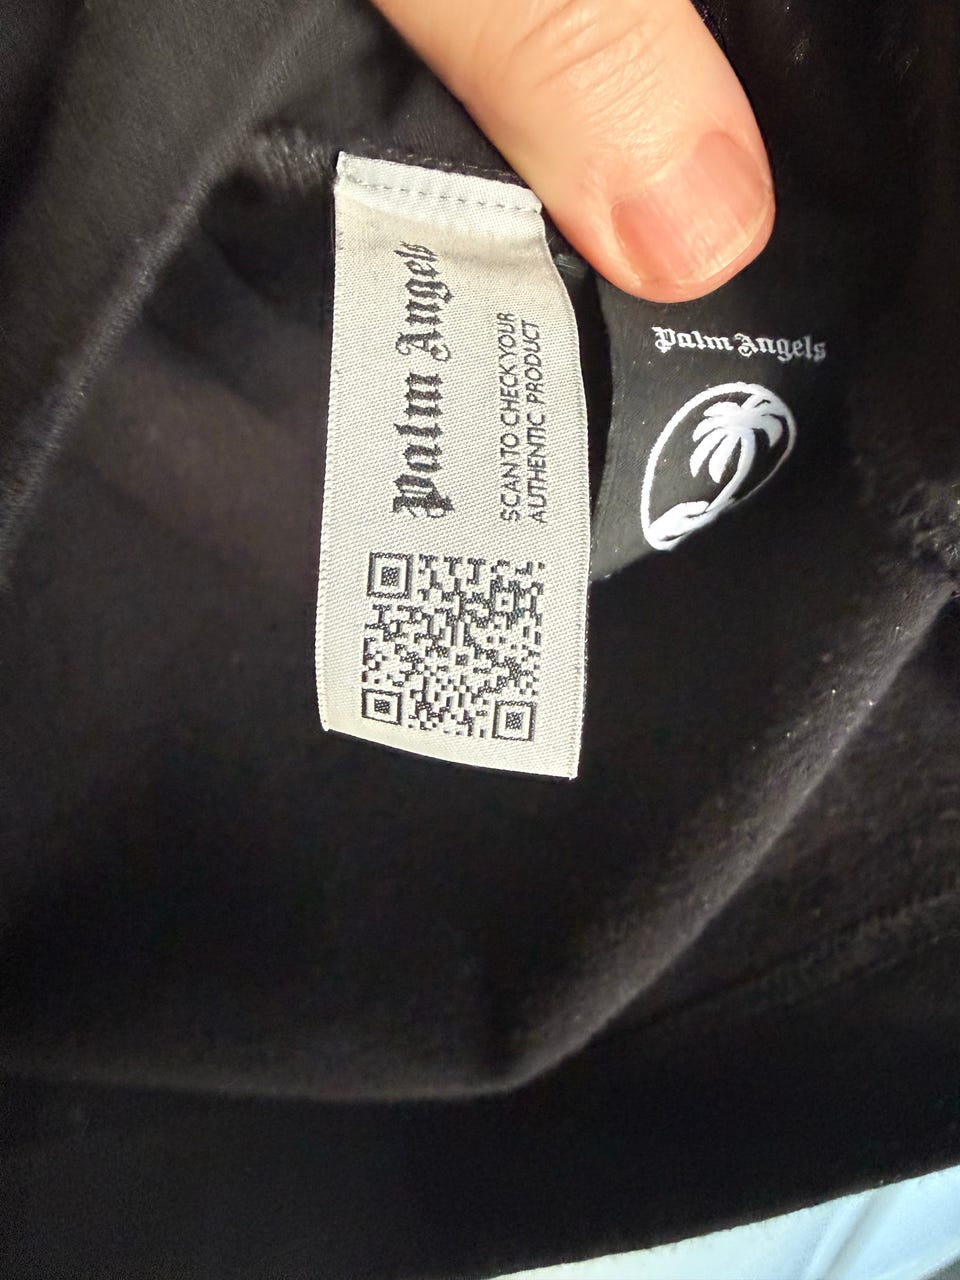 Palm Angels
SCAN TO CHECK YOUR
AUTHENTIC PRODUCT
Palm Angels